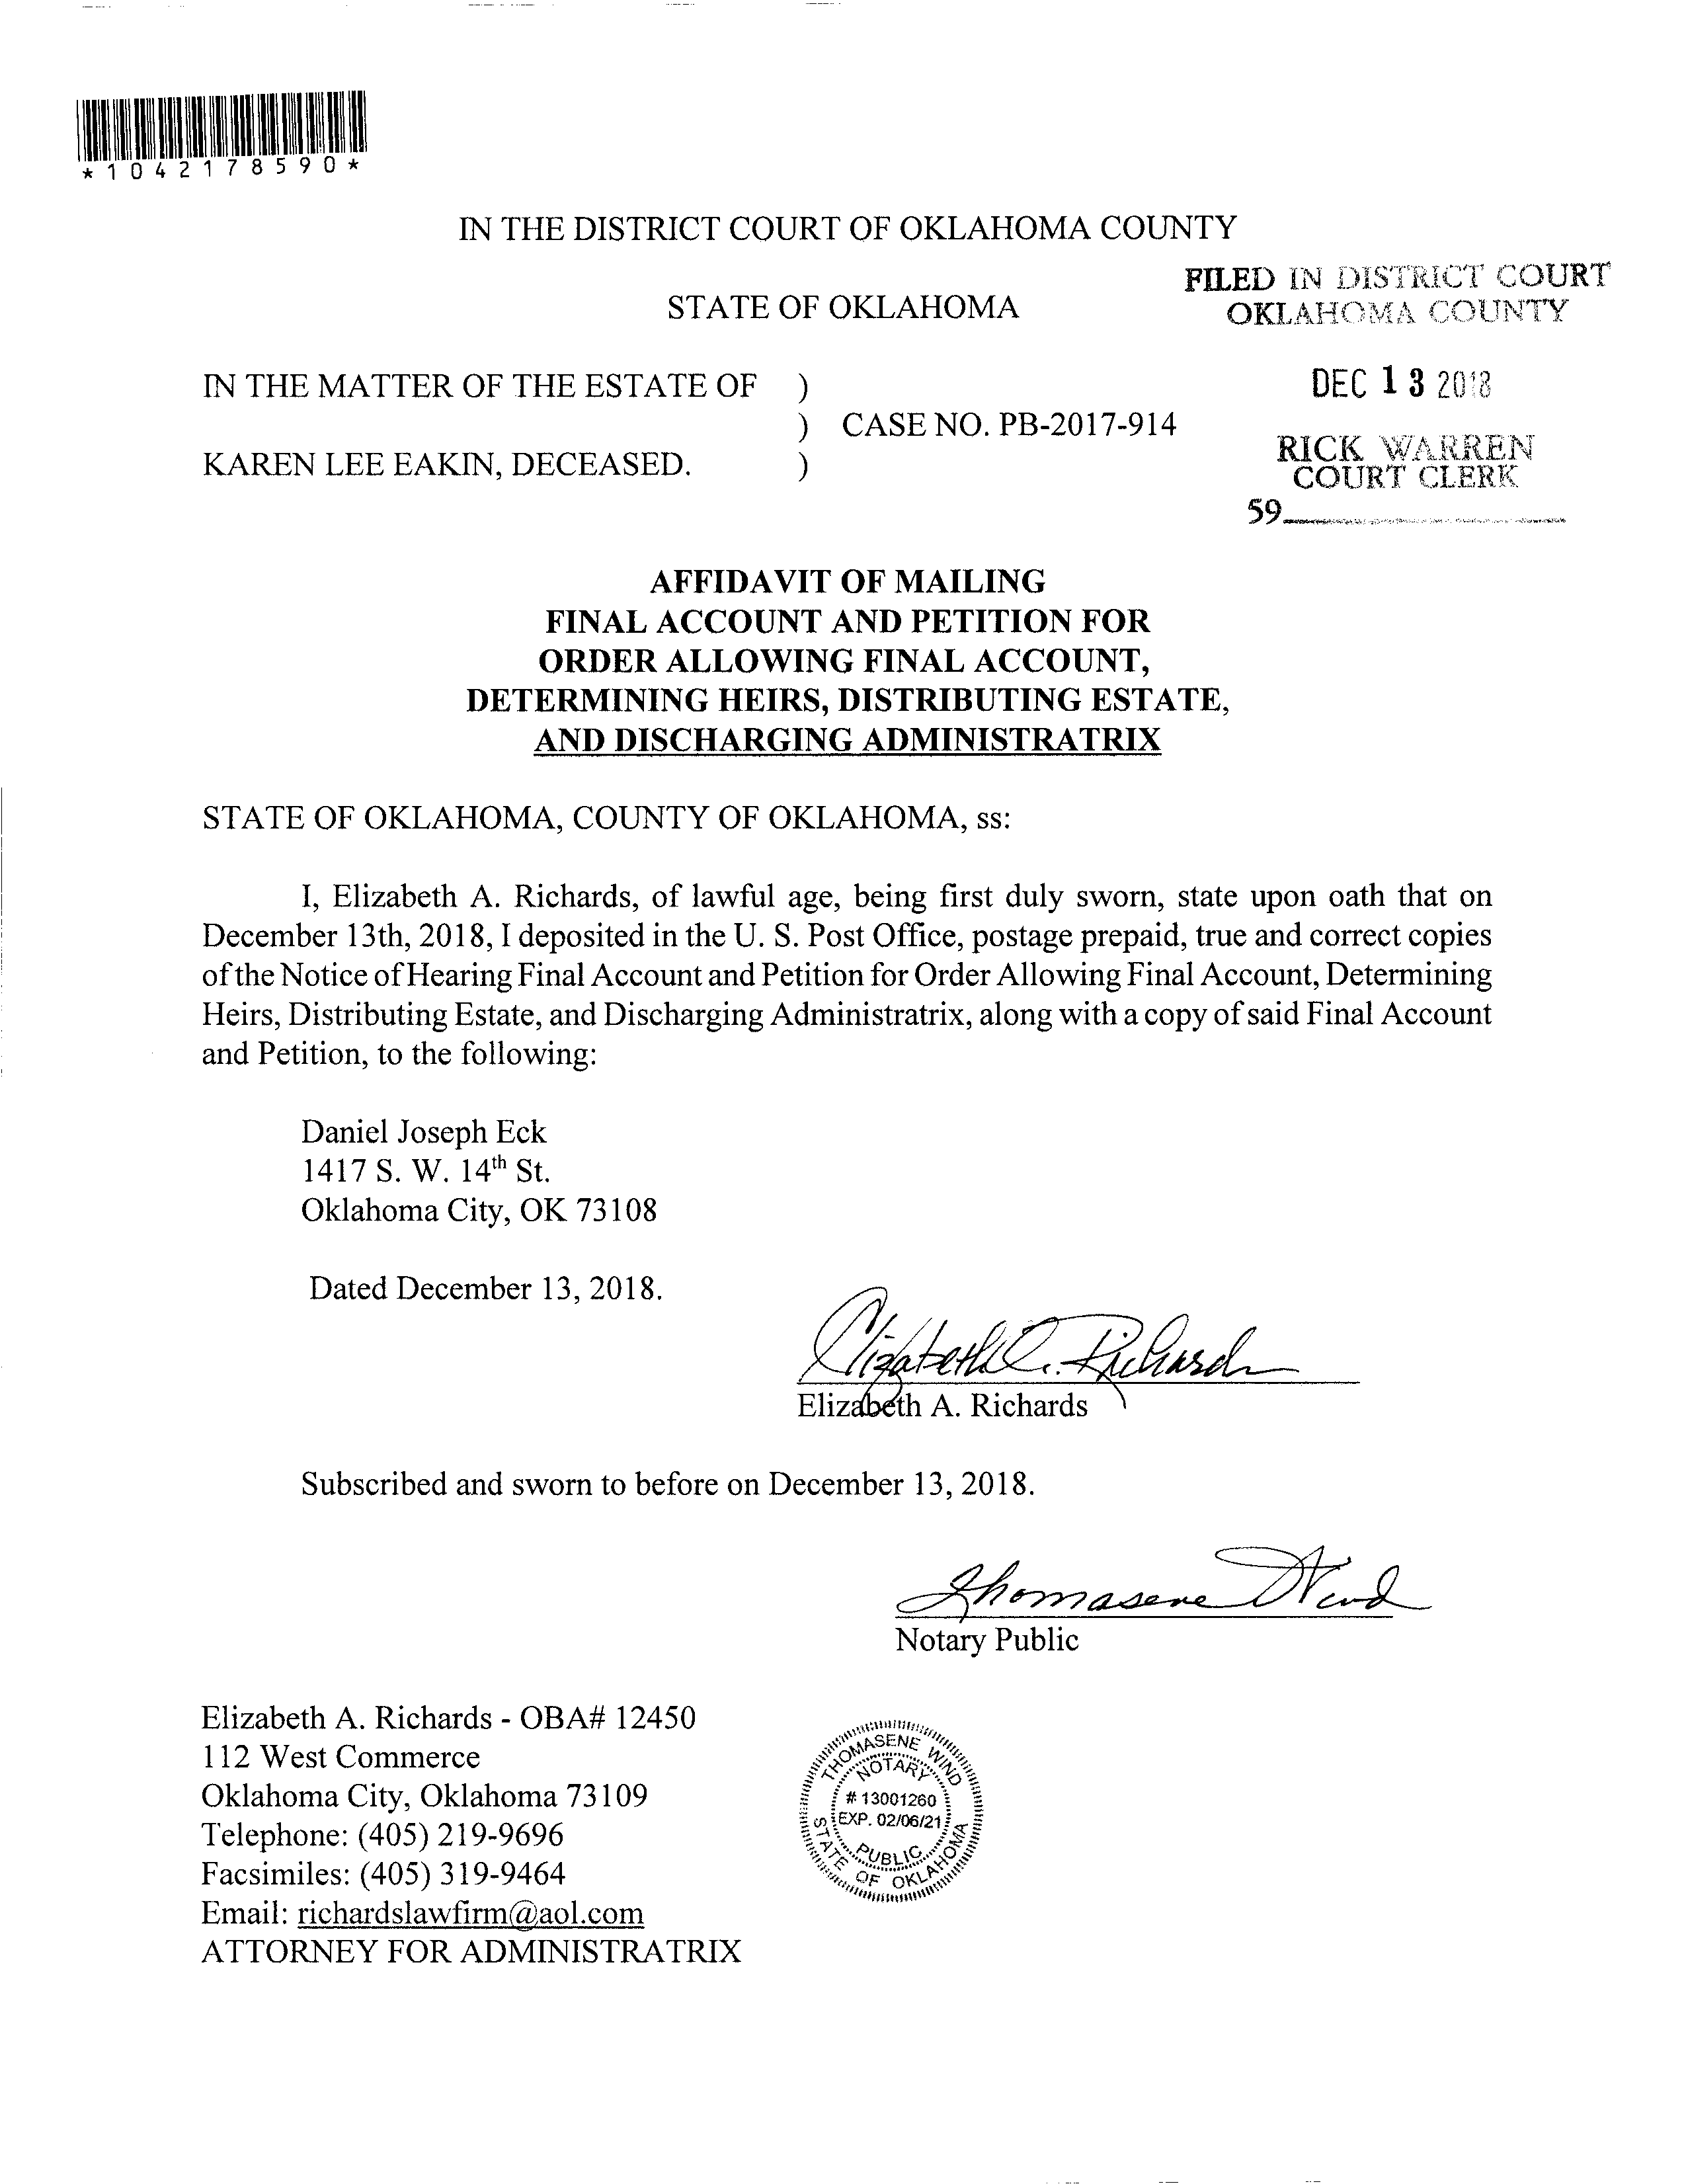 *1042178590*
IN THE DISTRICT COURT OF OKLAHOMA COUNTY
STATE OF OKLAHOMA
FILED IN DISTRICT COURT
OKLAHOMA COUNTY
DEC 13 2018
RICK WARREN
COURT CLERK
59
IN THE MATTER OF THE ESTATE OF )
) CASE NO. PB-2017-914
KAREN LEE EAKIN, DECEASED. )
AFFIDAVIT OF MAILING
FINAL ACCOUNT AND PETITION FOR
ORDER ALLOWING FINAL ACCOUNT,
DETERMINING HEIRS, DISTRIBUTING ESTATE,
AND DISCHARGING ADMINISTRATRIX
STATE OF OKLAHOMA, COUNTY OF OKLAHOMA, ss:
I, Elizabeth A. Richards, of lawful age, being first duly sworn, state upon oath that on
December 13th, 2018, I deposited in the U. S. Post Office, postage prepaid, true and correct copies
of the Notice of Hearing Final Account and Petition for Order Allowing Final Account, Determining
Heirs, Distributing Estate, and Discharging Administratrix, along with a copy of said Final Account
and Petition, to the following:
Daniel Joseph Eck
1417 S. W. 14th St.
Oklahoma City, OK 73108
Dated December 13, 2018.
Elizabeth A. Richards
Elizabeth A. Richards
Subscribed and sworn to before on December 13, 2018.
Thomasene Wind
Notary Public
Elizabeth A. Richards - OBA# 12450
112 West Commerce
Oklahoma City, Oklahoma 73109
Telephone: (405) 219-9696
Facsimiles: (405) 319-9464
Email: richardslawfirm@aol.com
ATTORNEY FOR ADMINISTRATRIX
THOMASENE WIND
NOTARY
# 13001260
EXP. 02/06/21
PUBLIC
STATE OF OKLAHOMA